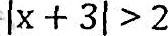 |x + 3| > 2